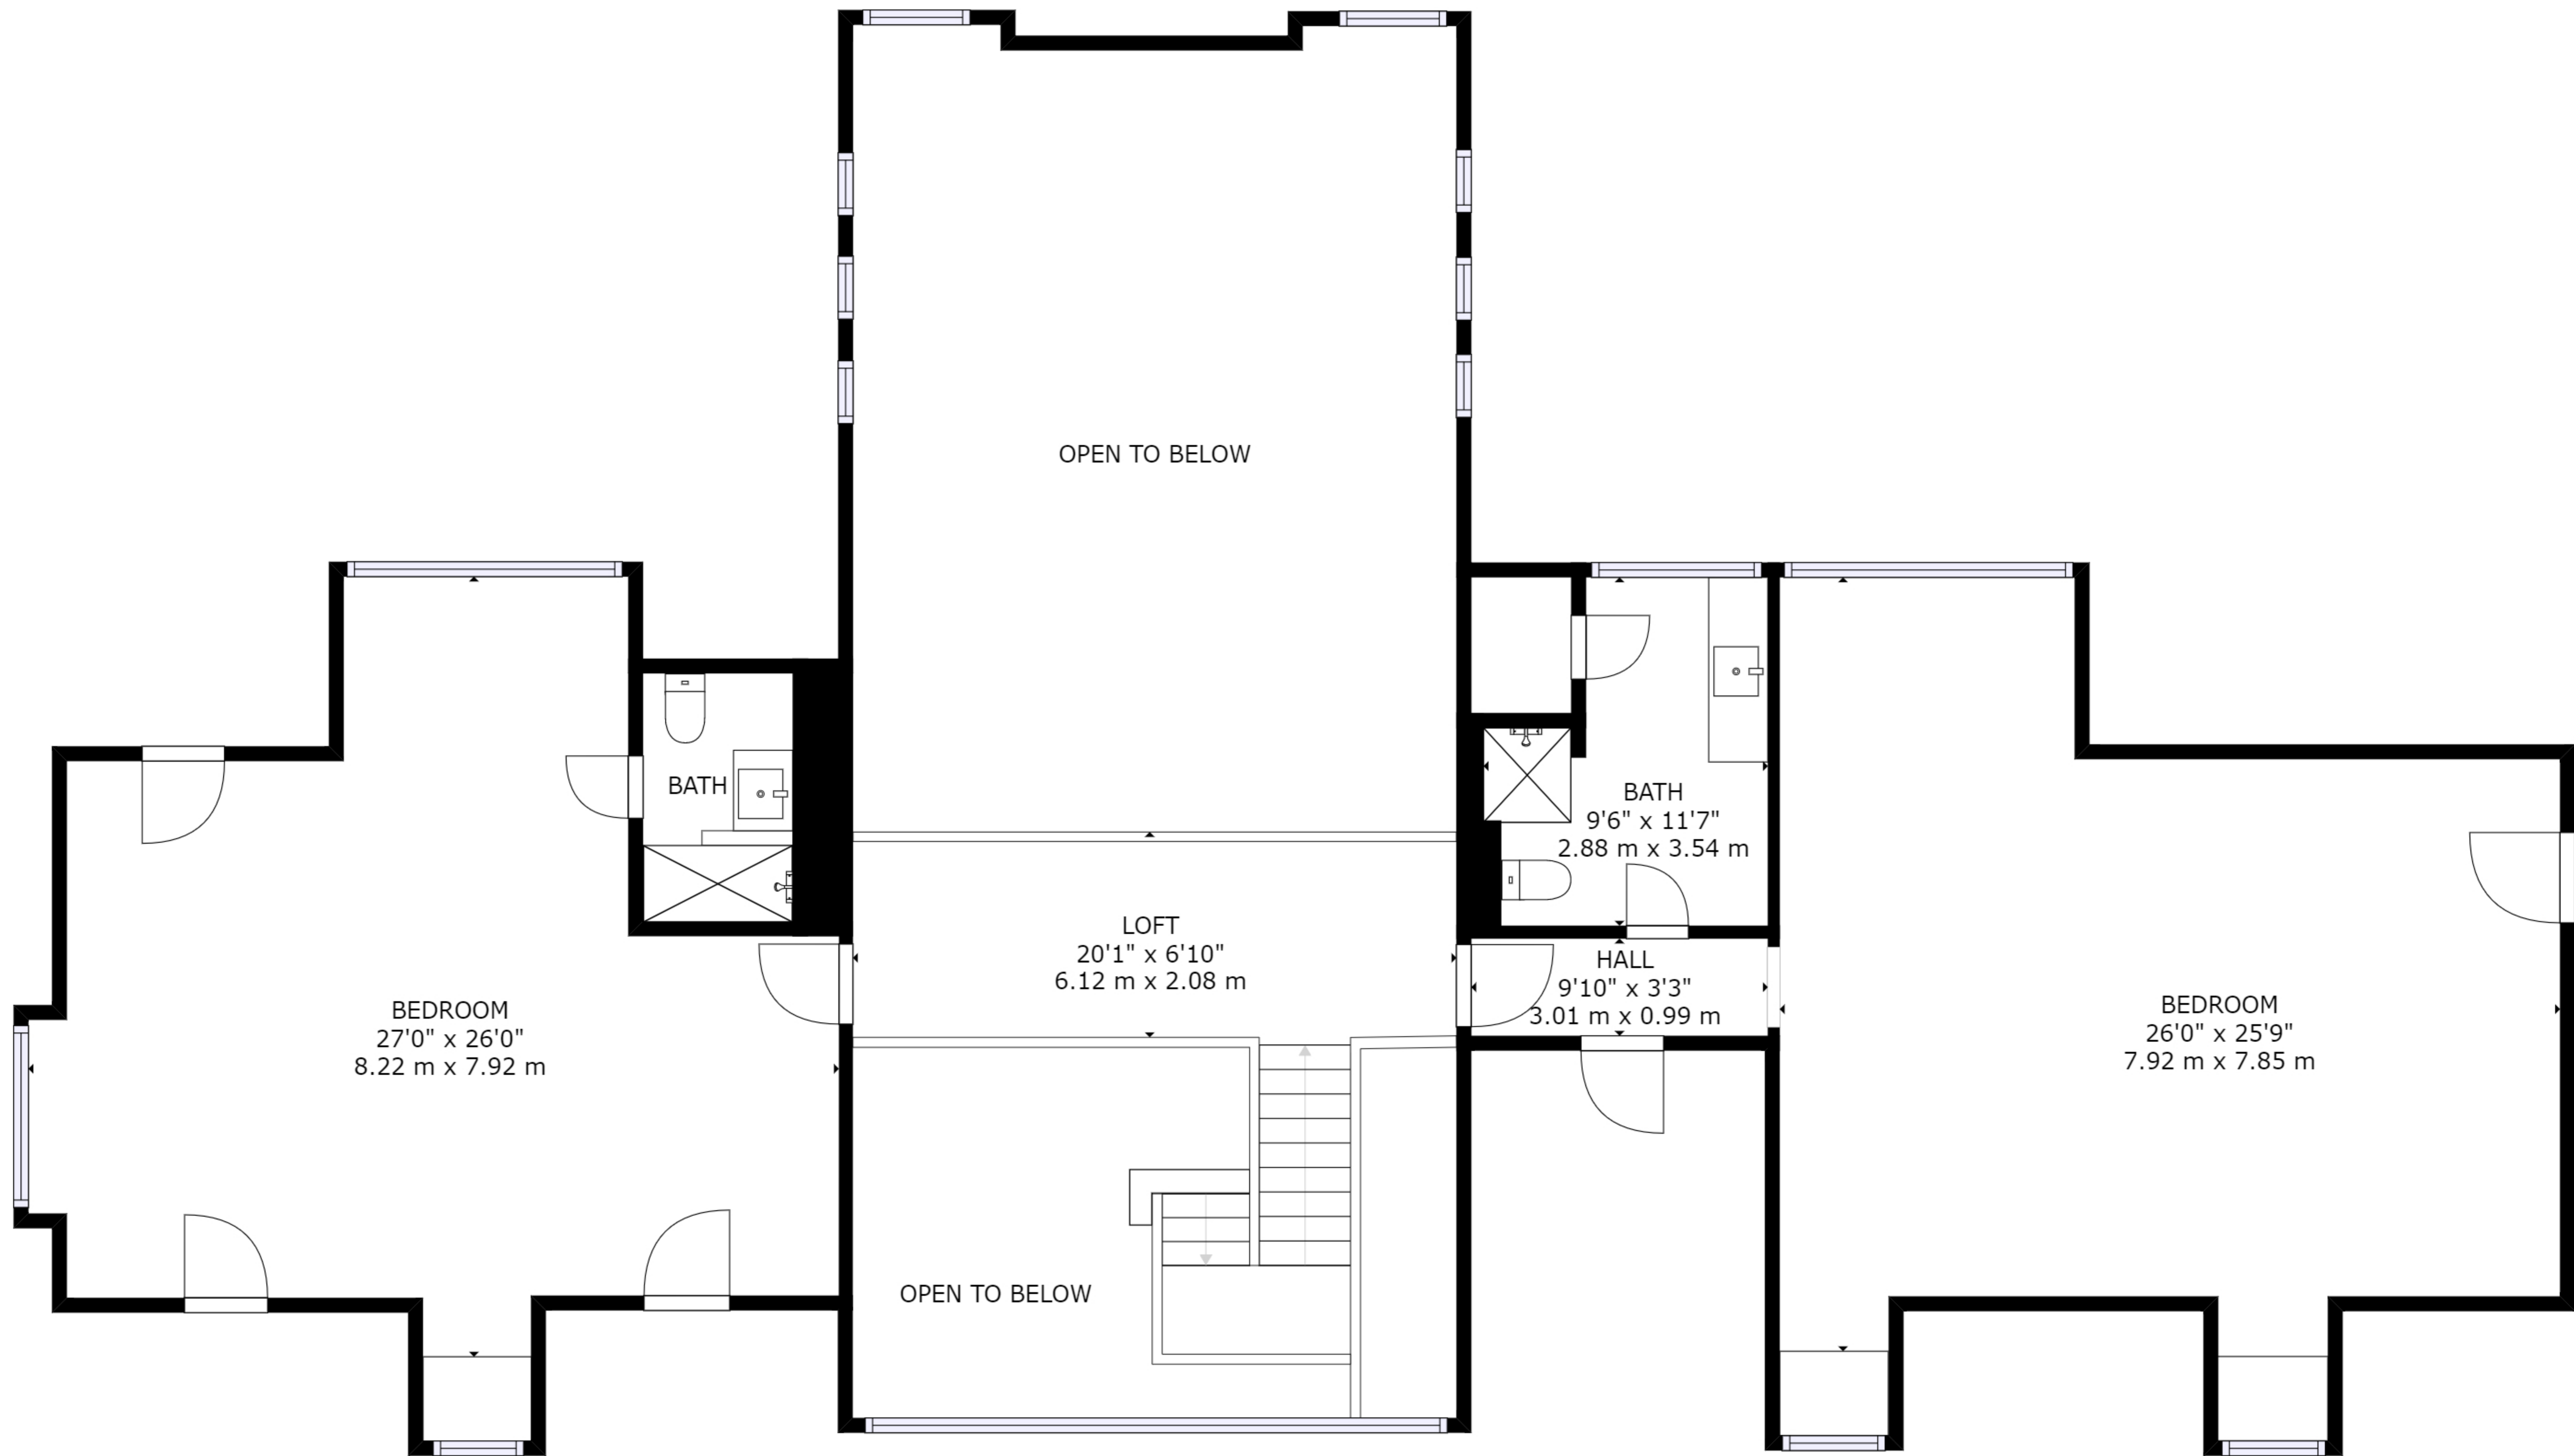 OPEN TO BELOW
BATH
BATH
9'6" x 11'7"
2.88 m x 3.54 m
LOFT
20'1" x 6'10"
6.12 m x 2.08 m
HALL
9'10" x 3'3"
3.01 m x 0.99 m
BEDROOM
27'0" x 26'0"
8.22 m x 7.92 m
BEDROOM
26'0" x 25'9"
7.92 m x 7.85 m
OPEN TO BELOW